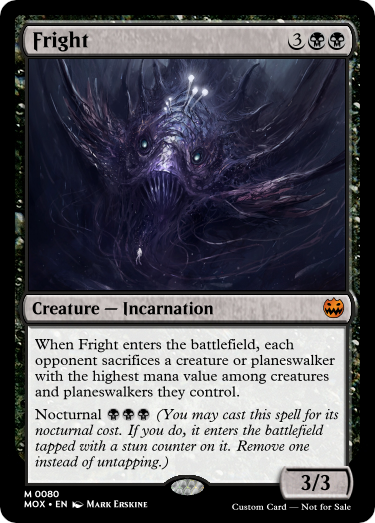 Fright 3
Creature — Incarnation
When Fright enters the battlefield, each
opponent sacrifices a creature or planeswalker
with the highest mana value among creatures
and planeswalkers they control.
Nocturnal (You may cast this spell for its
nocturnal cost. If you do, it enters the battlefield
tapped with a stun counter on it. Remove one
instead of untapping.)
3/3
M 0080
MOX • EN Mark Erskine
Custom Card — Not for Sale